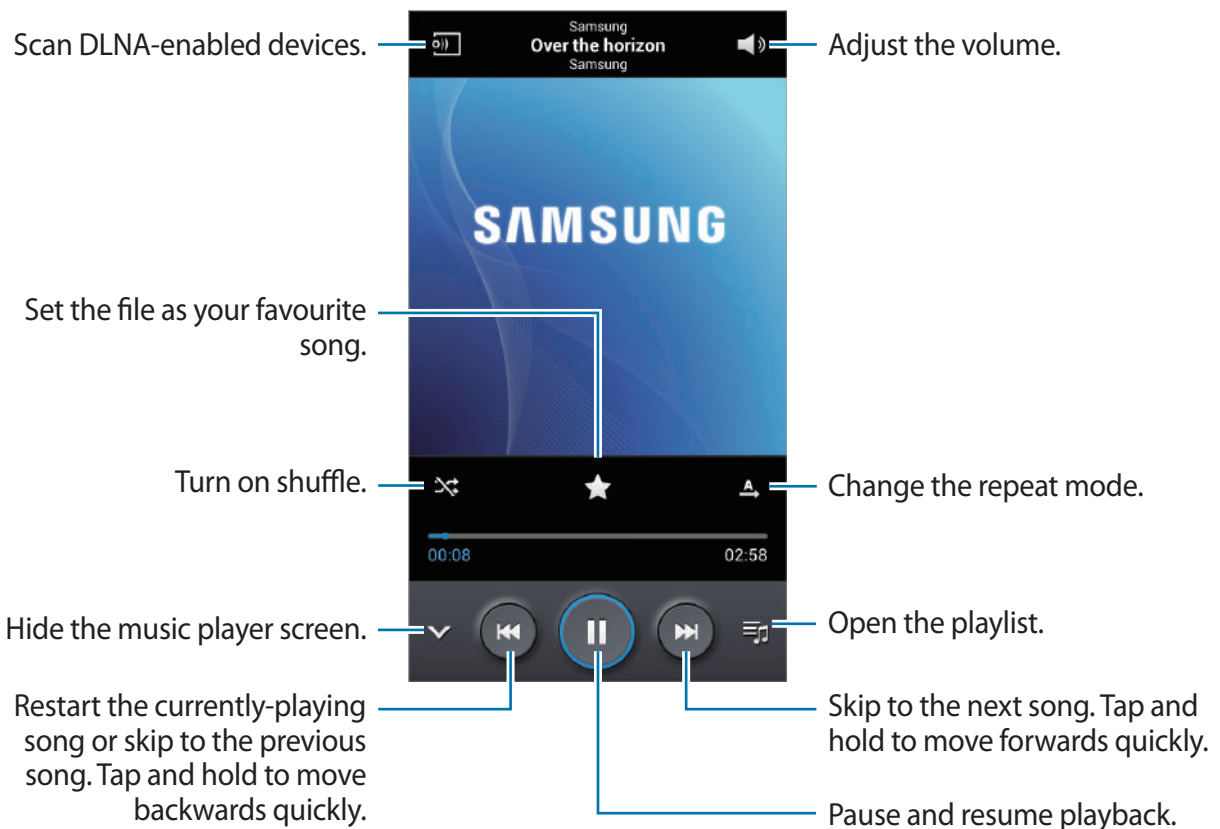 Scan DLNA-enabled devices.
Samsung
Over the horizon
Samsung
Adjust the volume.
SAMSUNG
Set the file as your favourite
song.
Turn on shuffle.
A
Change the repeat mode.
00:08
02:58
Hide the music player screen.
Open the playlist.
Restart the currently-playing
song or skip to the previous
song. Tap and hold to move
backwards quickly.
Skip to the next song. Tap and
hold to move forwards quickly.
Pause and resume playback.